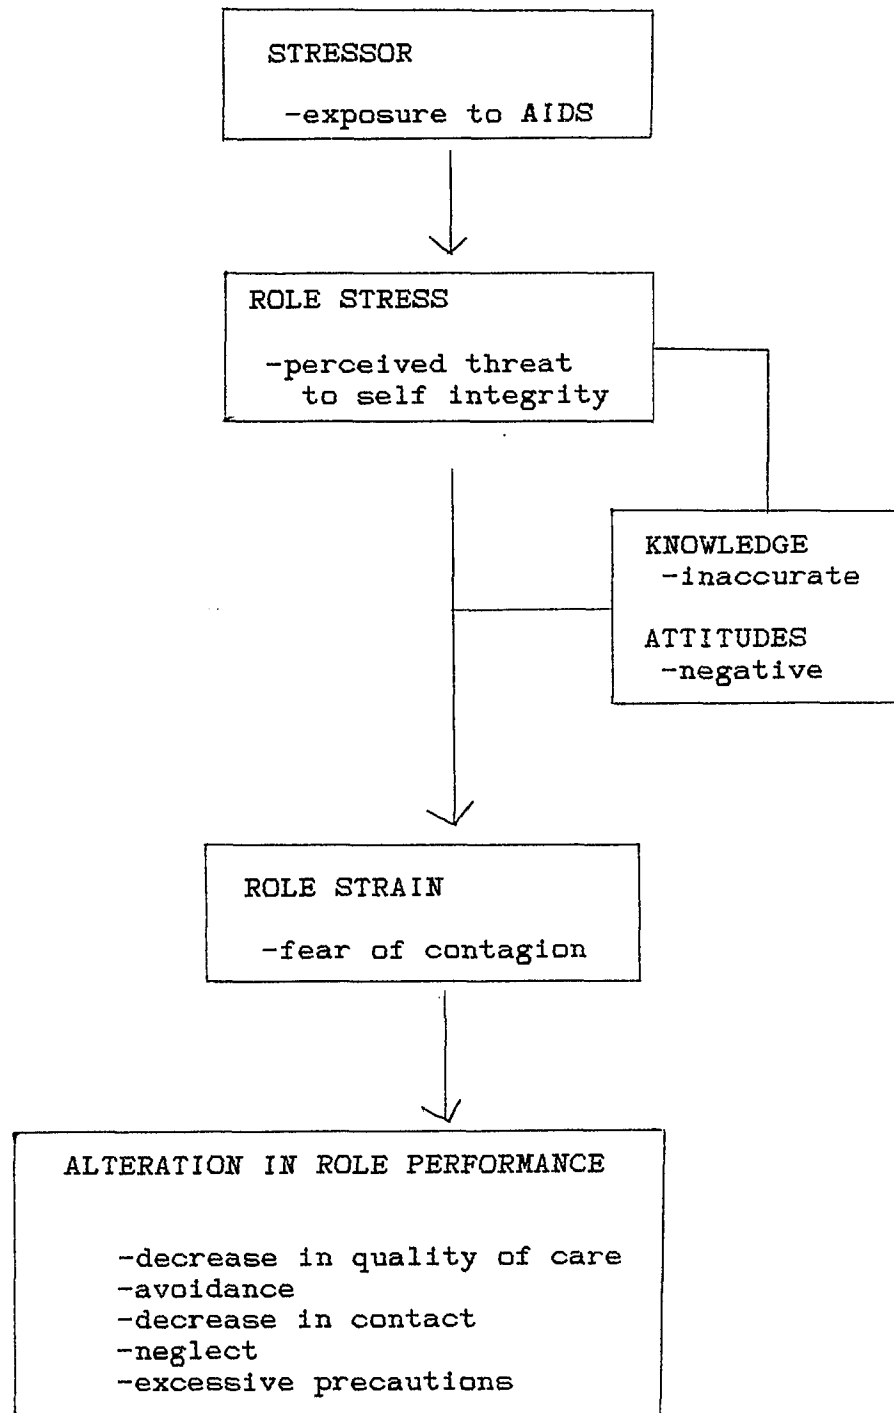 STRESSOR
-exposure to AIDS
ROLE STRESS
-perceived threat
to self integrity
KNOWLEDGE
-inaccurate
ATTITUDES
-negative
ROLE STRAIN
-fear of contagion
ALTERATION IN ROLE PERFORMANCE
-decrease in quality of care
-avoidance
-decrease in contact
-neglect
-excessive precautions